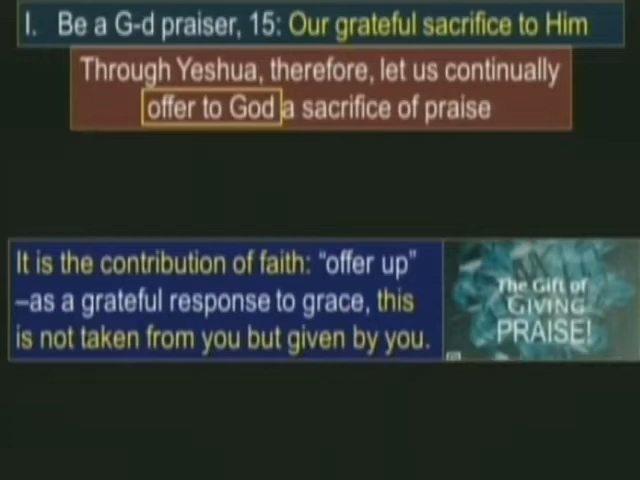 I. Be a G-d praiser, 15: Our grateful sacrifice to Him
Through Yeshua, therefore, let us continually
offer to God a sacrifice of praise
It is the contribution of faith: “offer up”
–as a grateful response to grace, this
is not taken from you but given by you.
The Gift of
GIVING
PRAISE!